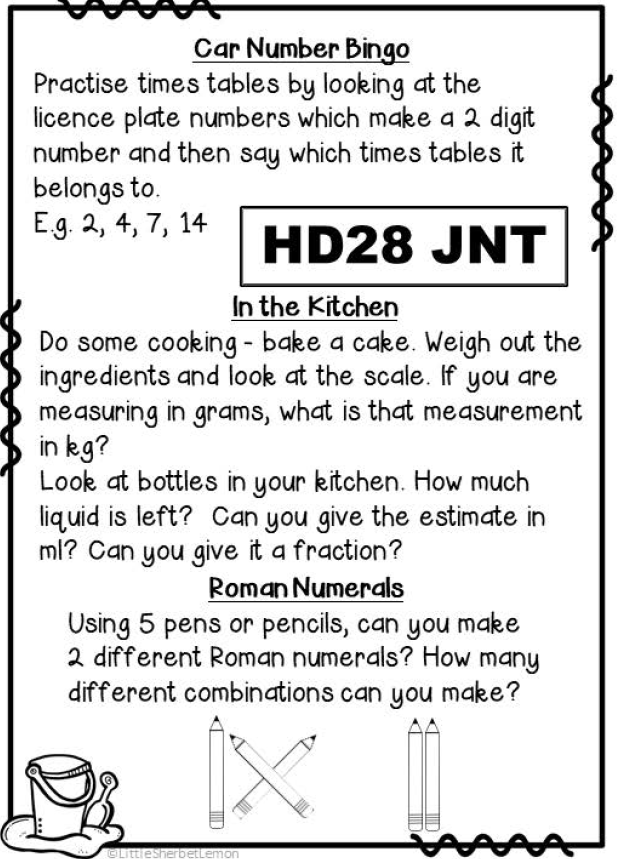 Car Number Bingo
Practise times tables by looking at the
licence plate numbers which make a 2 digit
number and then say which times tables it
belongs to.
E.g. 2, 4, 7, 14
HD28 JNT
In the Kitchen
Do some cooking - bake a cake. Weigh out the
ingredients and look at the scale. If you are
measuring in grams, what is that measurement
in kg?
Look at bottles in your kitchen. How much
liquid is left? Can you give the estimate in
ml? Can you give it a fraction?
Roman Numerals
Using 5 pens or pencils, can you make
2 different Roman numerals? How many
different combinations can you make?
©LittleSherbetLemon